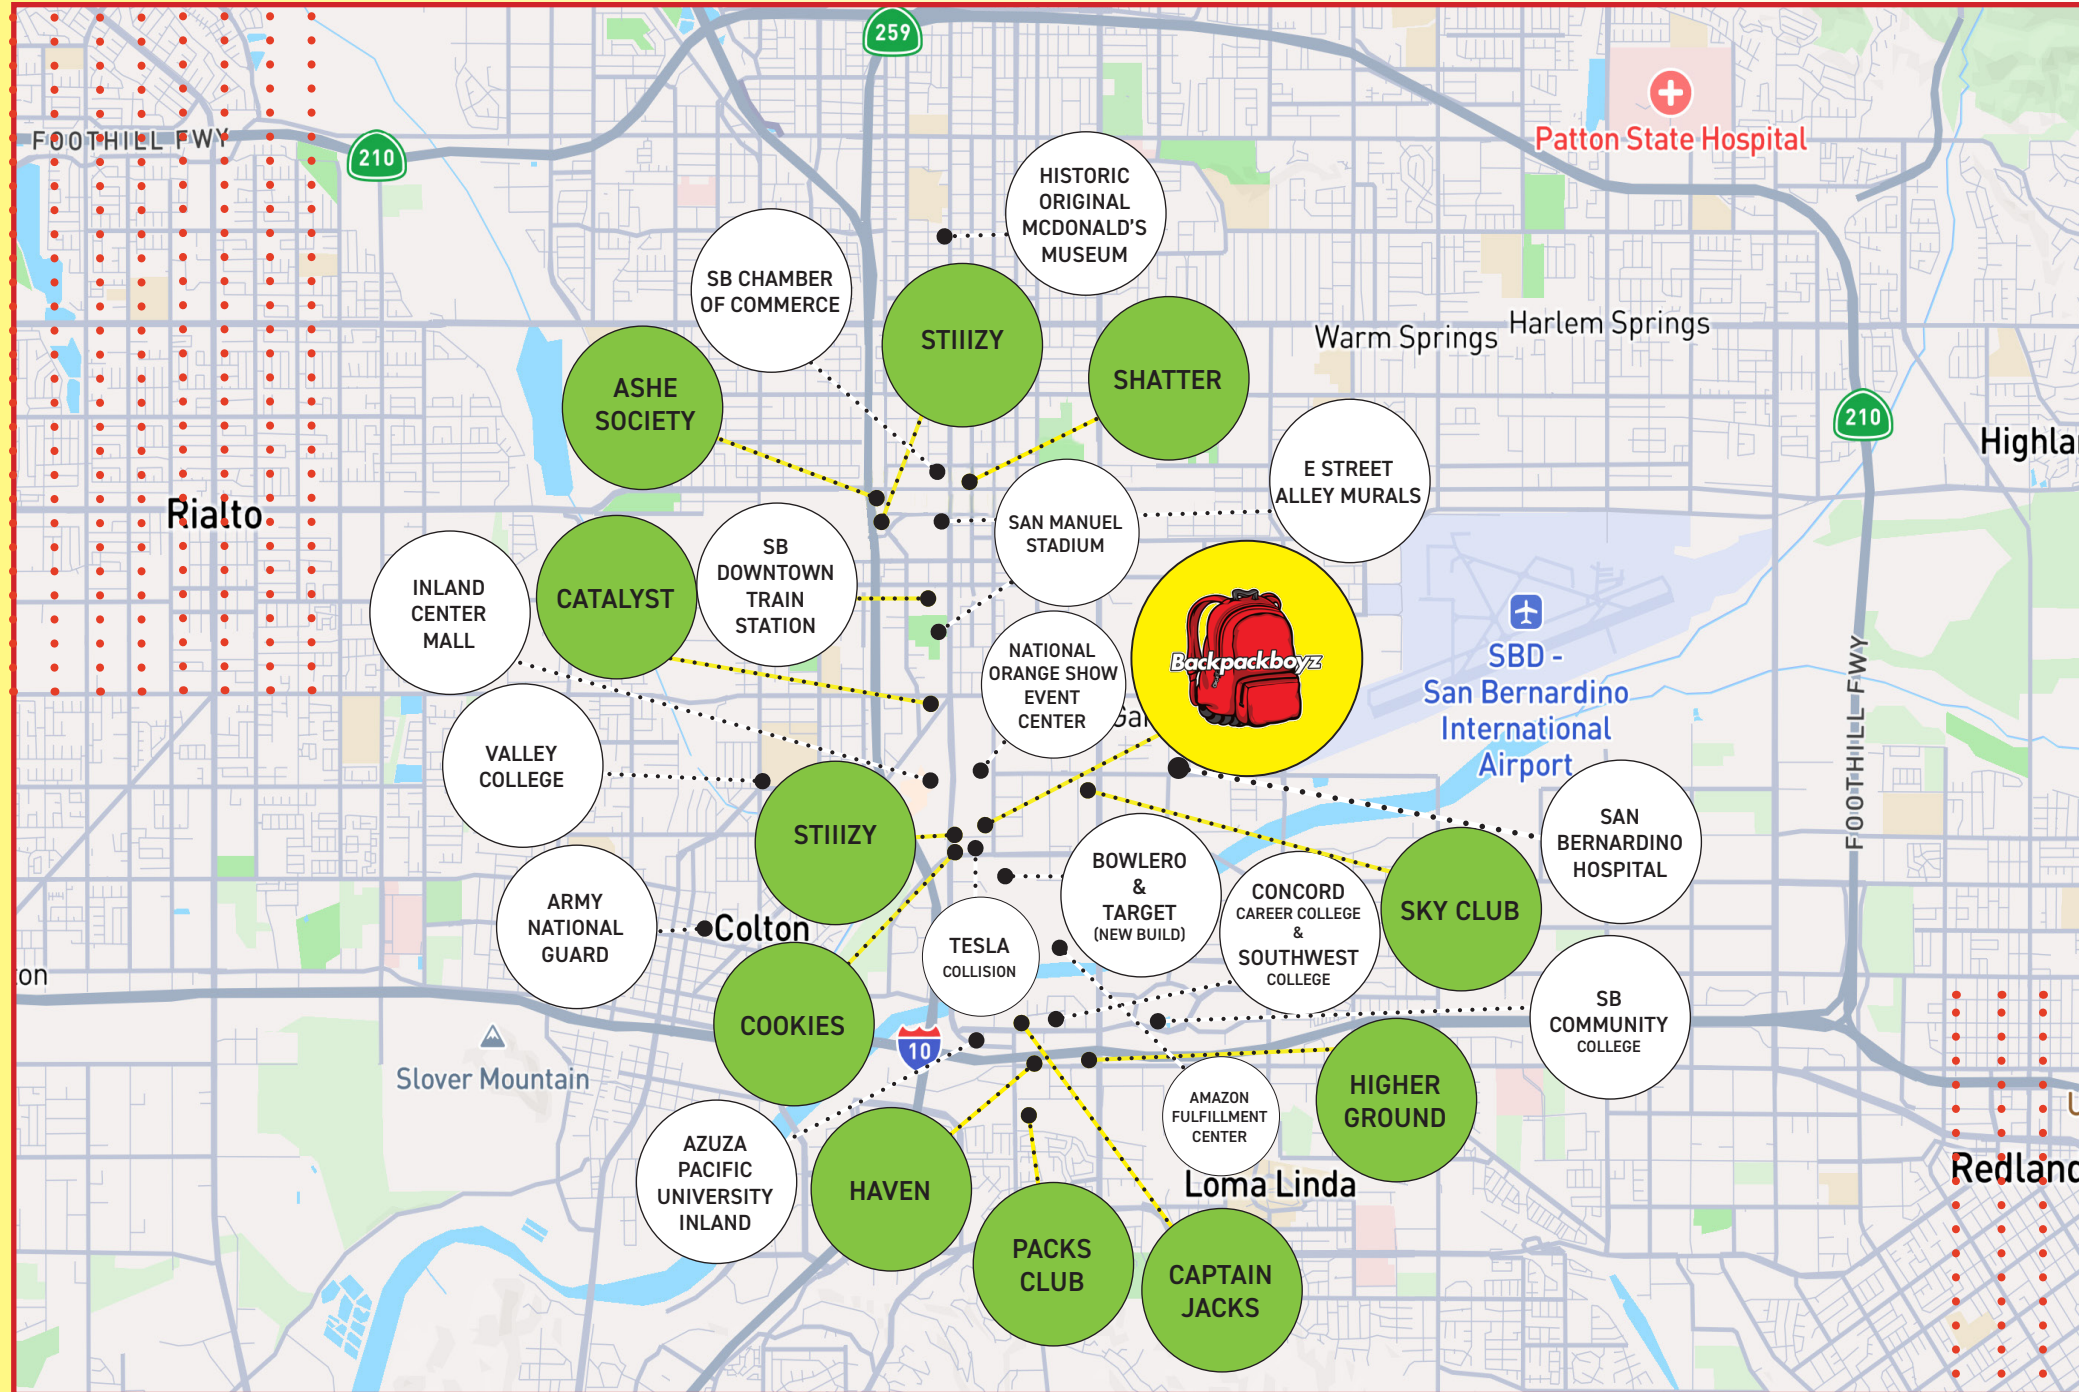 259
FOOTHILL FWY
210
Patton State Hospital
HISTORIC
ORIGINAL
MCDONALD'S
MUSEUM
SB CHAMBER
OF COMMERCE
STIIIZY
SHATTER
Warm Springs
Harlem Springs
ASHE
SOCIETY
210
Highla
E STREET
ALLEY MURALS
Rialto
SAN MANUEL
STADIUM
INLAND
CENTER
MALL
CATALYST
SB
DOWNTOWN
TRAIN
STATION
NATIONAL
ORANGE SHOW
EVENT
CENTER
Backpackboyz
SBD -
San Bernardino
International
Airport
FOOTHILL FWY
VALLEY
COLLEGE
STIIIZY
SAN
BERNARDINO
HOSPITAL
BOWLERO
&
TARGET
(NEW BUILD)
CONCORD
CAREER COLLEGE
&
SOUTHWEST
COLLEGE
SKY CLUB
ARMY
NATIONAL
GUARD
Colton
TESLA
COLLISION
on
COOKIES
10
SB
COMMUNITY
COLLEGE
Slover Mountain
HIGHER
GROUND
AMAZON
FULFILLMENT
CENTER
AZUZA
PACIFIC
UNIVERSITY
INLAND
HAVEN
Loma Linda
Redland
PACKS
CLUB
CAPTAIN
JACKS